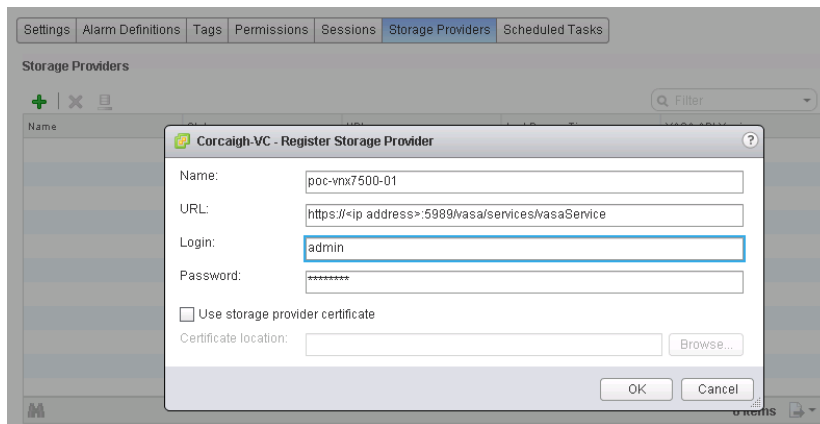 Settings Alarm Definitions Tags Permissions Sessions Storage Providers Scheduled Tasks
Storage Providers
Filter
Name
Corcaigh-VC - Register Storage Provider
Name: poc-vnx7500-01
URL: https://<ip address>:5989/vasa/services/vasaService
Login: admin
Password: ********
Use storage provider certificate
Certificate location: Browse...
OK Cancel
items